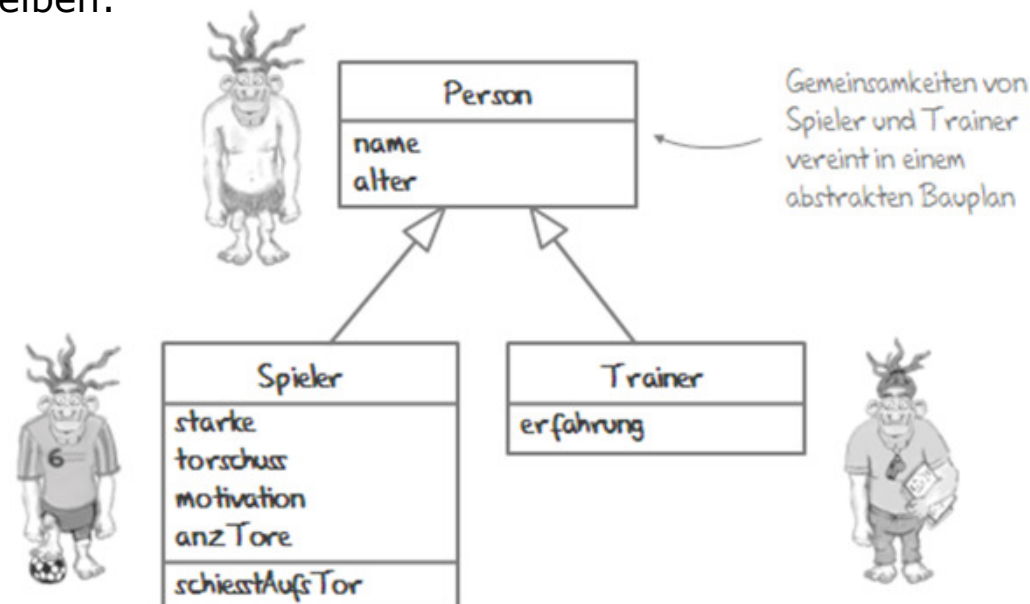 eiben:
Person
name
alter
Gemeinsamkeiten von
Spieler und Trainer
vereint in einem
abstrakten Bauplan
Spieler
starke
torschuss
motivation
anzTore
schiesstAufsTor
Trainer
erfahrung
6